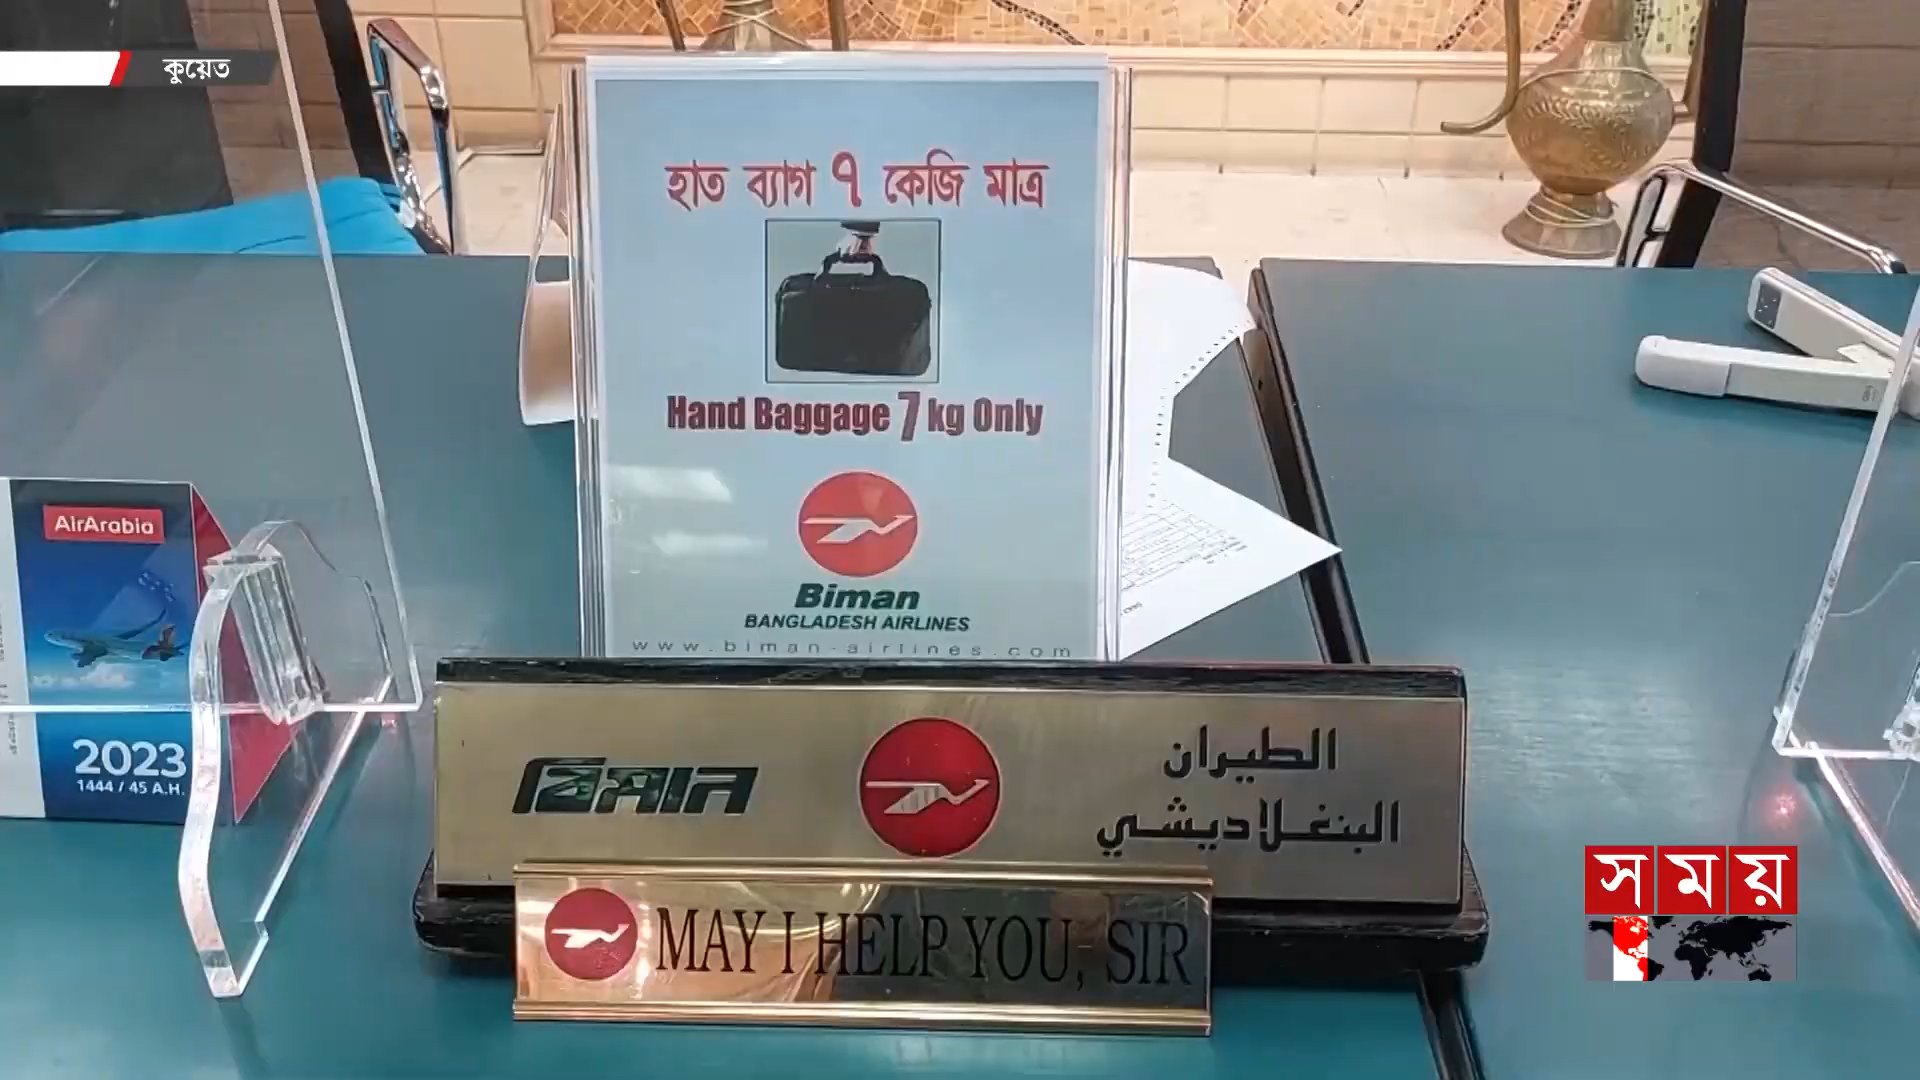 কুয়েত
হাত ব্যাগ ৭ কেজি মাত্র
Hand Baggage 7 kg Only
Biman
BANGLADESH AIRLINES
www.biman-airlines.com
AirArabia
2023
1444 / 45 A.H.
বিমান
الطيران
البنغلاديشي
MAY I HELP YOU, SIR
সময়